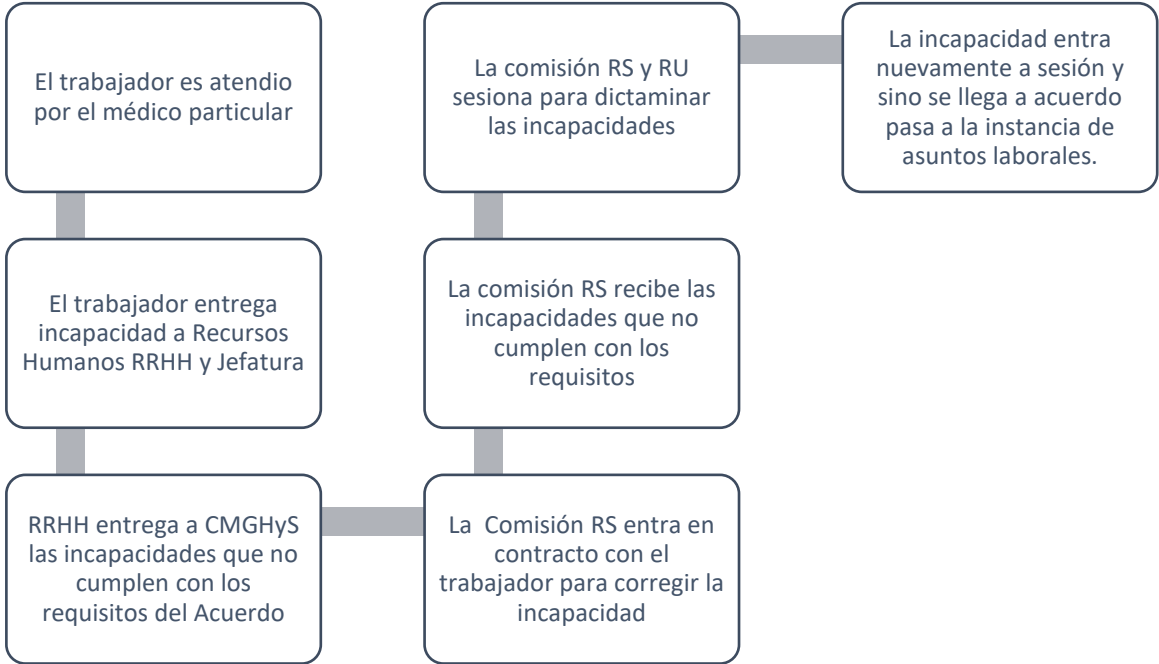 El trabajador es atendio
por el médico particular
El trabajador entrega
incapacidad a Recursos
Humanos RRHH y Jefatura
RRHH entrega a CMGHyS
las incapacidades que no
cumplen con los
requisitos del Acuerdo
La Comisión RS entra en
contracto con el
trabajador para corregir la
incapacidad
La comisión RS recibe las
incapacidades que no
cumplen con los
requisitos
La comisión RS y RU
sesiona para dictaminar
las incapacidades
La incapacidad entra
nuevamente a sesión y
sino se llega a acuerdo
pasa a la instancia de
asuntos laborales.